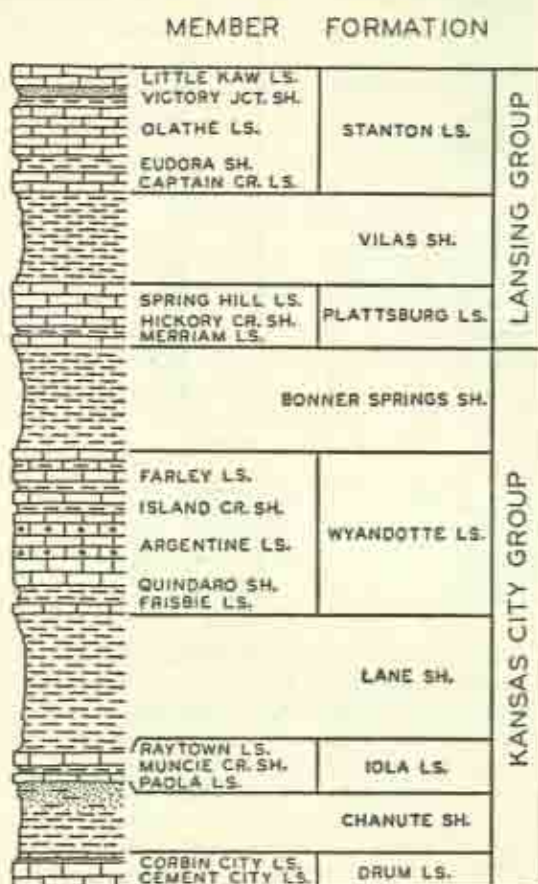 MEMBER FORMATION
LITTLE KAW LS.
VICTORY JCT. SH.
OLATHE LS.
EUDORA SH.
CAPTAIN CR. LS.
STANTON LS.
VILAS SH.
SPRING HILL LS.
HICKORY CR. SH.
MERRIAM LS.
PLATTSBURG LS.
LANSING GROUP
BONNER SPRINGS SH.
FARLEY LS.
ISLAND CR. SH.
ARGENTINE LS.
QUINDARO SH.
FRISBIE LS.
WYANDOTTE LS.
LANE SH.
RAYTOWN LS.
MUNCIE CR. SH.
PAOLA LS.
IOLA LS.
CHANUTE SH.
CORBIN CITY LS.
CEMENT CITY LS.
DRUM LS.
KANSAS CITY GROUP